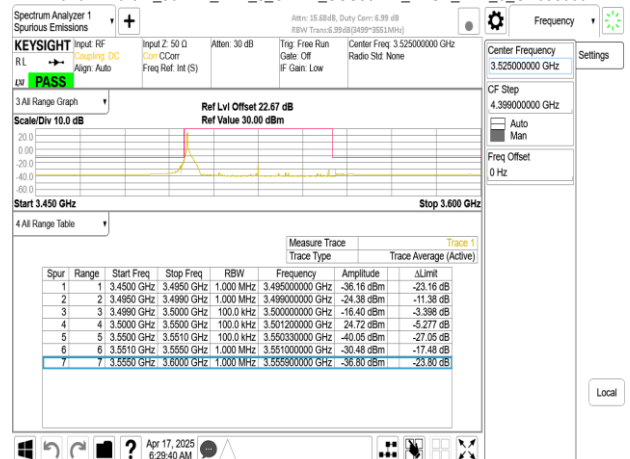 Spectrum Analyzer 1
Spurious Emissions
Attn: 15.68dB, Duty Corr: 6.99 dB
RBW Trans:6.99dB(3499~3551MHz)
Frequency
KEYSIGHT
Input: RF
Input Z: 50 Ω
Atten: 30 dB
Trig: Free Run
Center Freq: 3.525000000 GHz
RL
Coupling: DC
Corr CCorr
Gate: Off
Radio Std: None
Align: Auto
Freq Ref: Int (S)
IF Gain: Low
LXI
PASS
Center Frequency
3.525000000 GHz
Settings
CF Step
4.399000000 GHz
Auto
Man
Freq Offset
0 Hz
3 All Range Graph
Ref Lvl Offset 22.67 dB
Scale/Div 10.0 dB
Ref Value 30.00 dBm
20.0
0.00
-20.0
-40.0
-60.0
Start 3.450 GHz
Stop 3.600 GHz
4 All Range Table
Measure Trace Trace 1
Trace Type Trace Average (Active)
Spur Range Start Freq Stop Freq RBW Frequency Amplitude ΔLimit
1 1 3.4500 GHz 3.4950 GHz 1.000 MHz 3.495000000 GHz -36.16 dBm -23.16 dB
2 2 3.4950 GHz 3.4990 GHz 1.000 MHz 3.499000000 GHz -24.38 dBm -11.38 dB
3 3 3.4990 GHz 3.5000 GHz 100.0 kHz 3.500000000 GHz -16.40 dBm -3.398 dB
4 4 3.5000 GHz 3.5500 GHz 100.0 kHz 3.501200000 GHz 24.72 dBm -5.277 dB
5 5 3.5500 GHz 3.5510 GHz 100.0 kHz 3.550330000 GHz -40.05 dBm -27.05 dB
6 6 3.5510 GHz 3.5550 GHz 1.000 MHz 3.551000000 GHz -30.48 dBm -17.48 dB
7 7 3.5550 GHz 3.6000 GHz 1.000 MHz 3.555900000 GHz -36.80 dBm -23.80 dB
Local
Apr 17, 2025
6:29:40 AM